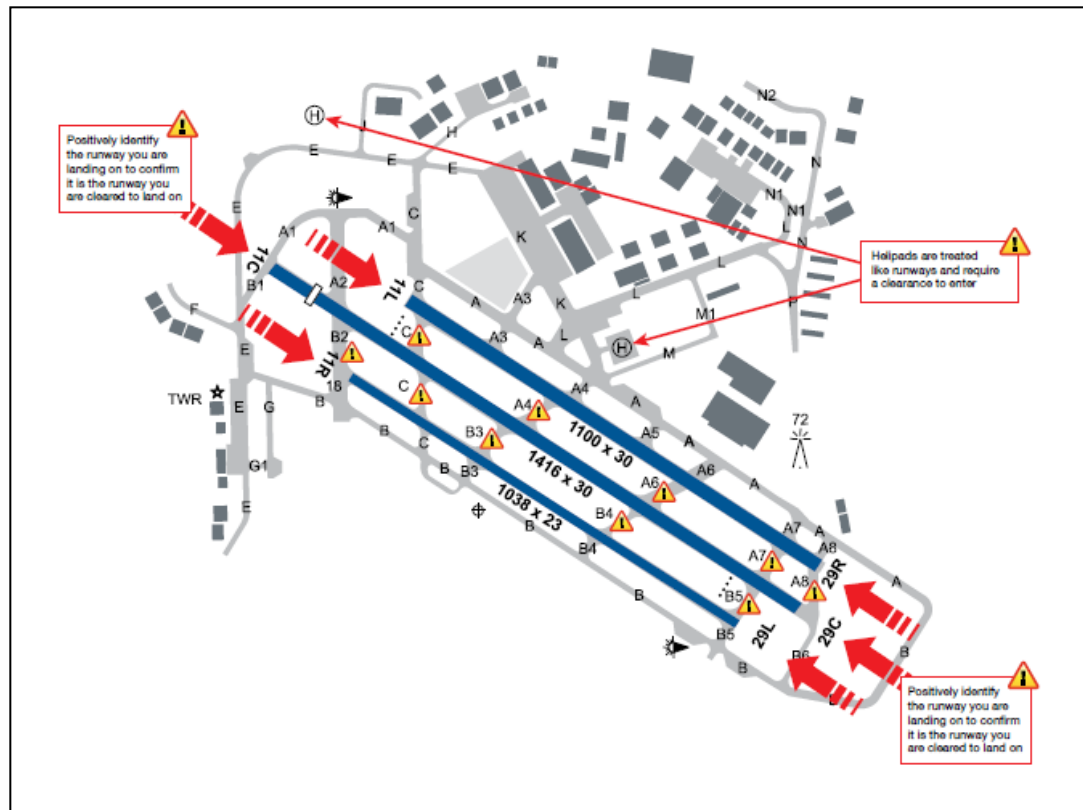 N2
H
J
H
Positively identify
the runway you are
landing on to confirm
it is the runway you
are cleared to land on
E
E
E
N
C
E
N1
N1
L
N
A1
A1
K
Helipads are treated
like runways and require
a clearance to enter
11C
B1
A2
11L
C
A
A3
K
L
L
P
F
E
B2
C
A3
A
L
M1
H
M
11R
18
TWR
E
G
B
C
A4
A4
A
72
B
C
B3
1100 x 30
A5
A
G1
B
B3
1416 x 30
A6
A6
A
E
1038 x 23
B
B4
B4
A7
A
A7
A8
29R
A8
A
B
B5
B5
29L
29C
B
B
B6
B
Positively identify
the runway you are
landing on to confirm
it is the runway you
are cleared to land on